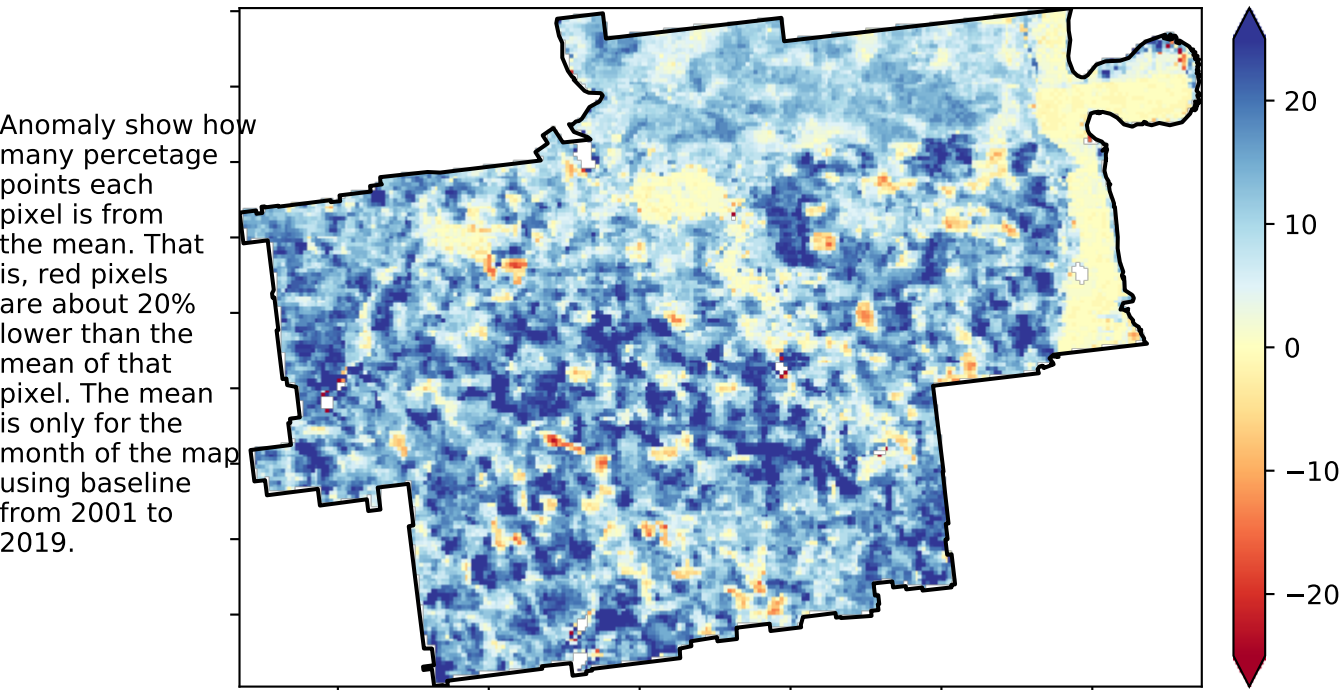 Anomaly show how
many percetage
points each
pixel is from
the mean. That
is, red pixels
are about 20%
lower than the
mean of that
pixel. The mean
is only for the
month of the map
using baseline
from 2001 to
2019.
20
10
0
−10
−20